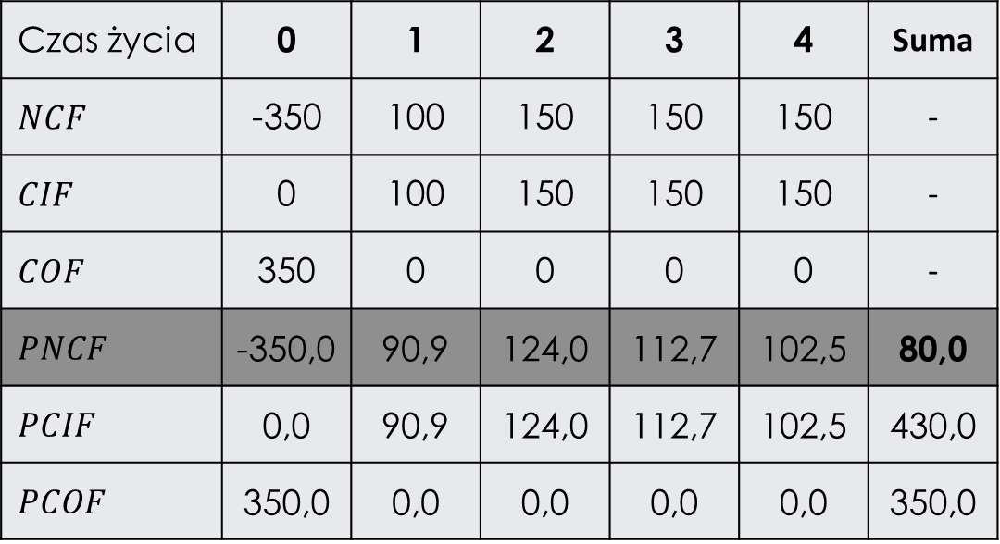 Czas życia 0 1 2 3 4 Suma
NCF -350 100 150 150 150 -
CIF 0 100 150 150 150 -
COF 350 0 0 0 0 -
PNCF -350,0 90,9 124,0 112,7 102,5 80,0
PCIF 0,0 90,9 124,0 112,7 102,5 430,0
PCOF 350,0 0,0 0,0 0,0 0,0 350,0